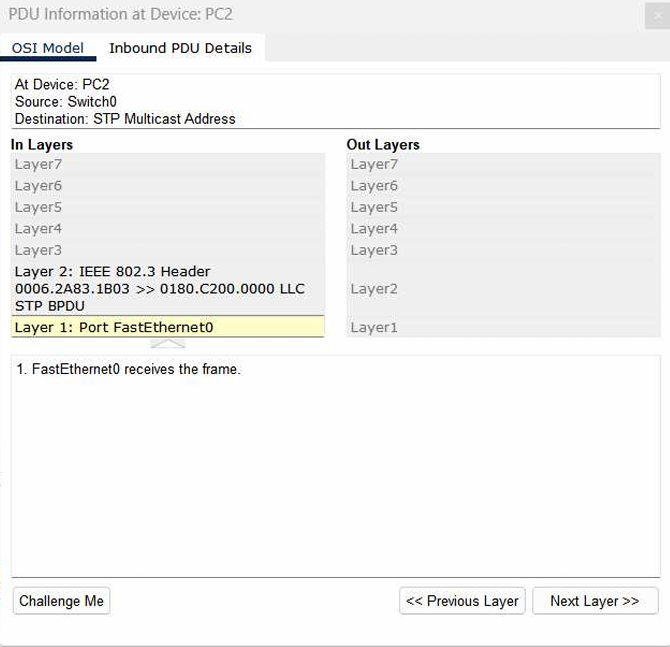 PDU Information at Device: PC2
OSI Model
Inbound PDU Details
At Device: PC2
Source: Switch0
Destination: STP Multicast Address
In Layers
Layer7
Layer6
Layer5
Layer4
Layer3
Layer 2: IEEE 802.3 Header
0006.2A83.1B03 >> 0180.C200.0000 LLC
STP BPDU
Layer 1: Port FastEthernet0
Out Layers
Layer7
Layer6
Layer5
Layer4
Layer3
Layer2
Layer1
1. FastEthernet0 receives the frame.
Challenge Me
<< Previous Layer
Next Layer >>